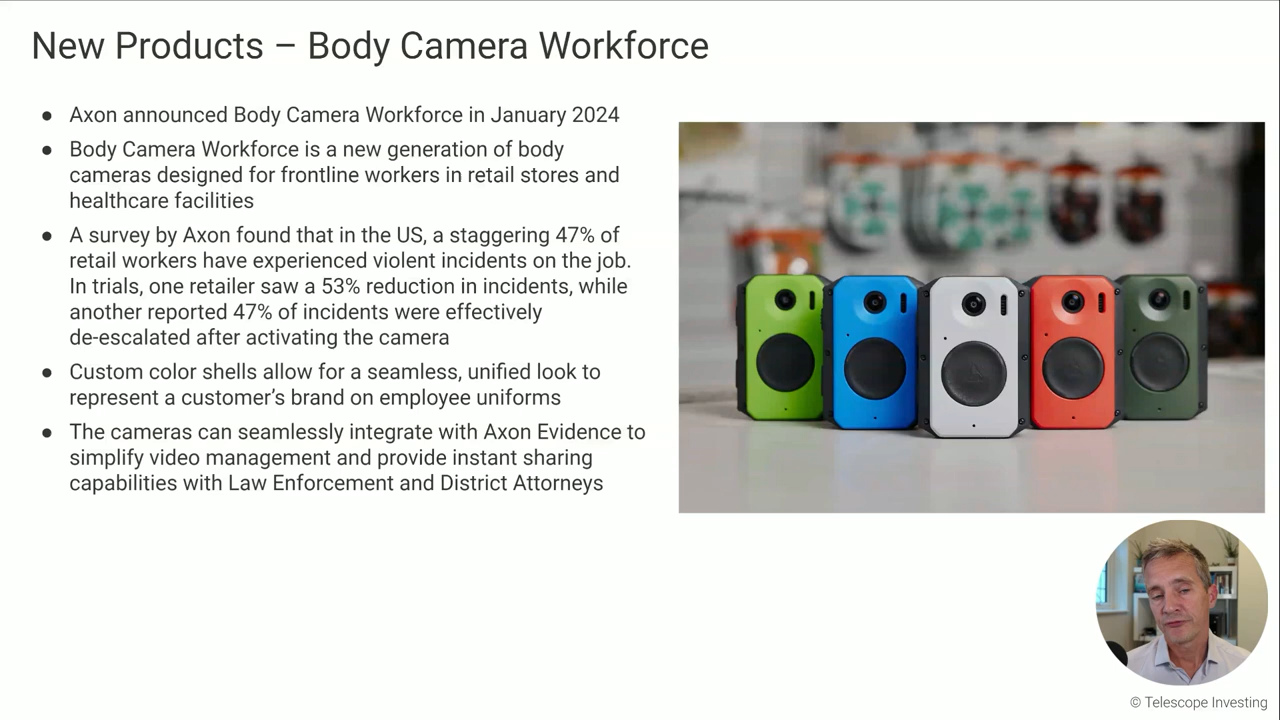 New Products – Body Camera Workforce
● Axon announced Body Camera Workforce in January 2024
● Body Camera Workforce is a new generation of body
cameras designed for frontline workers in retail stores and
healthcare facilities
● A survey by Axon found that in the US, a staggering 47% of
retail workers have experienced violent incidents on the job.
In trials, one retailer saw a 53% reduction in incidents, while
another reported 47% of incidents were effectively
de-escalated after activating the camera
● Custom color shells allow for a seamless, unified look to
represent a customer’s brand on employee uniforms
● The cameras can seamlessly integrate with Axon Evidence to
simplify video management and provide instant sharing
capabilities with Law Enforcement and District Attorneys
© Telescope Investing